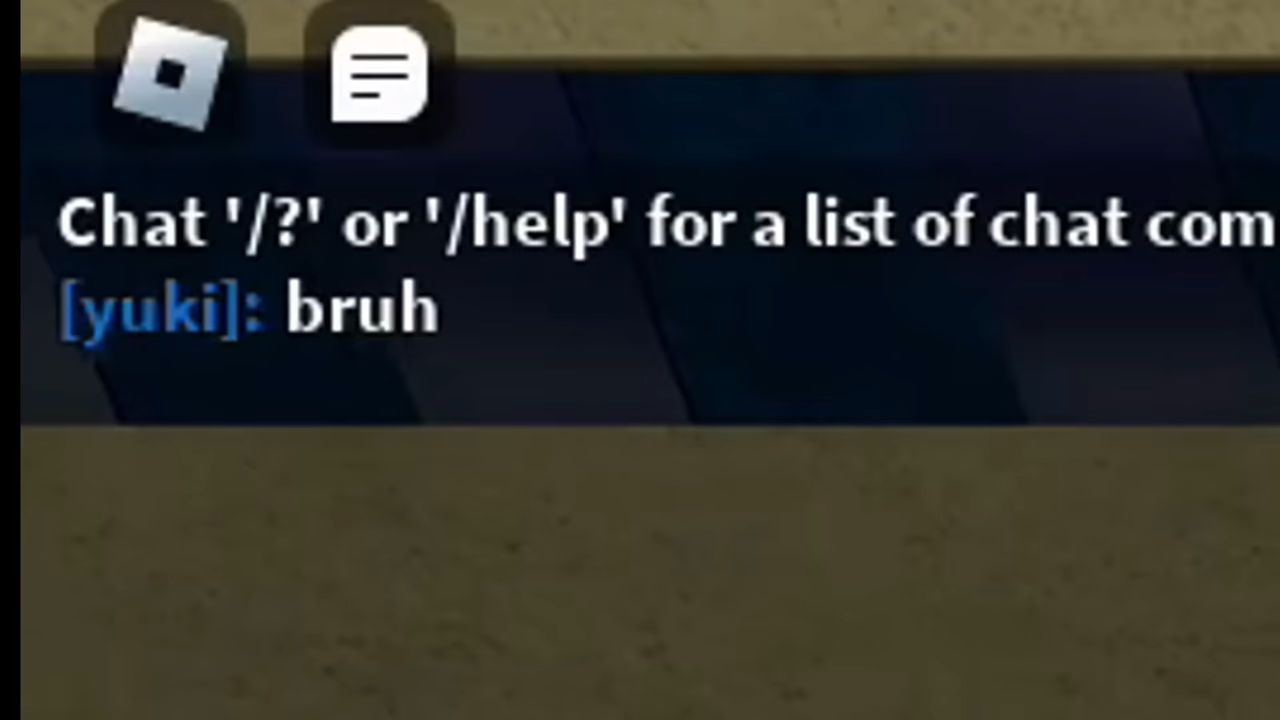 Chat '/?' or '/help' for a list of chat com
[yuki]: bruh